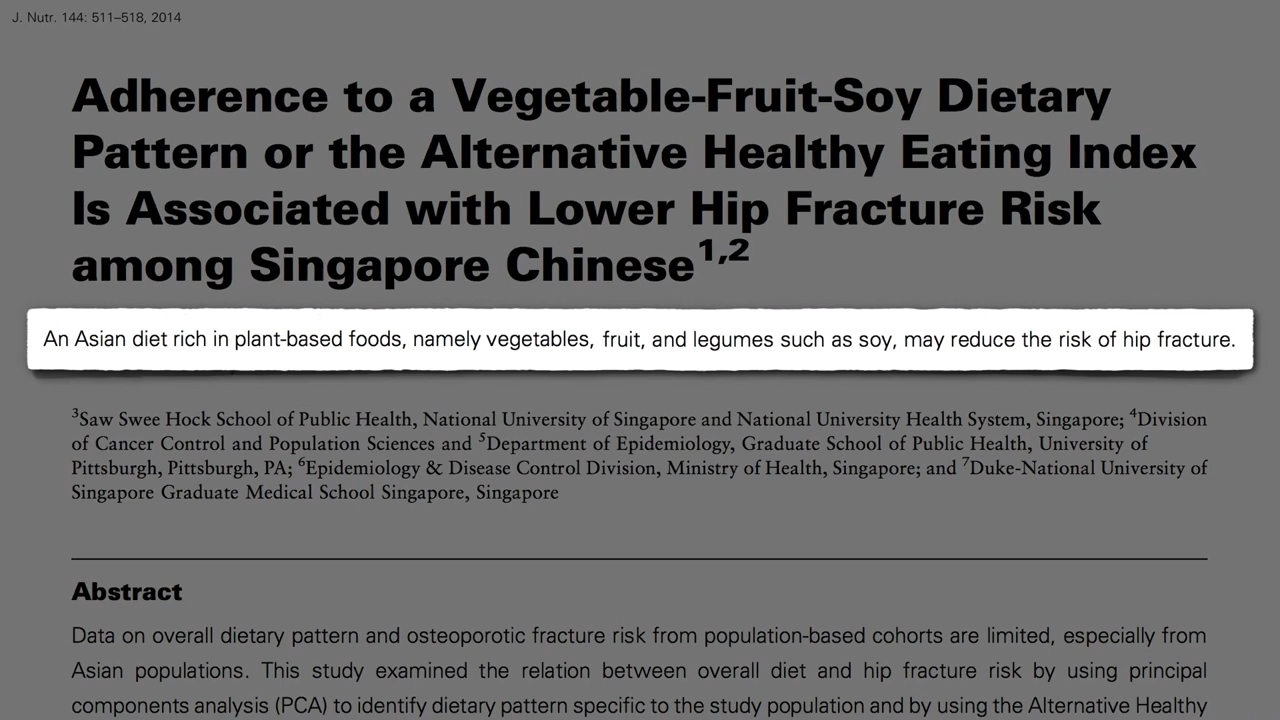 J. Nutr. 144: 511–518, 2014
Adherence to a Vegetable-Fruit-Soy Dietary
Pattern or the Alternative Healthy Eating Index
Is Associated with Lower Hip Fracture Risk
among Singapore Chinese1,2
An Asian diet rich in plant-based foods, namely vegetables, fruit, and legumes such as soy, may reduce the risk of hip fracture.
3Saw Swee Hock School of Public Health, National University of Singapore and National University Health System, Singapore; 4Division
of Cancer Control and Population Sciences and 5Department of Epidemiology, Graduate School of Public Health, University of
Pittsburgh, Pittsburgh, PA; 6Epidemiology & Disease Control Division, Ministry of Health, Singapore; and 7Duke-National University of
Singapore Graduate Medical School Singapore, Singapore
Abstract
Data on overall dietary pattern and osteoporotic fracture risk from population-based cohorts are limited, especially from
Asian populations. This study examined the relation between overall diet and hip fracture risk by using principal
components analysis (PCA) to identify dietary pattern specific to the study population and by using the Alternative Healthy